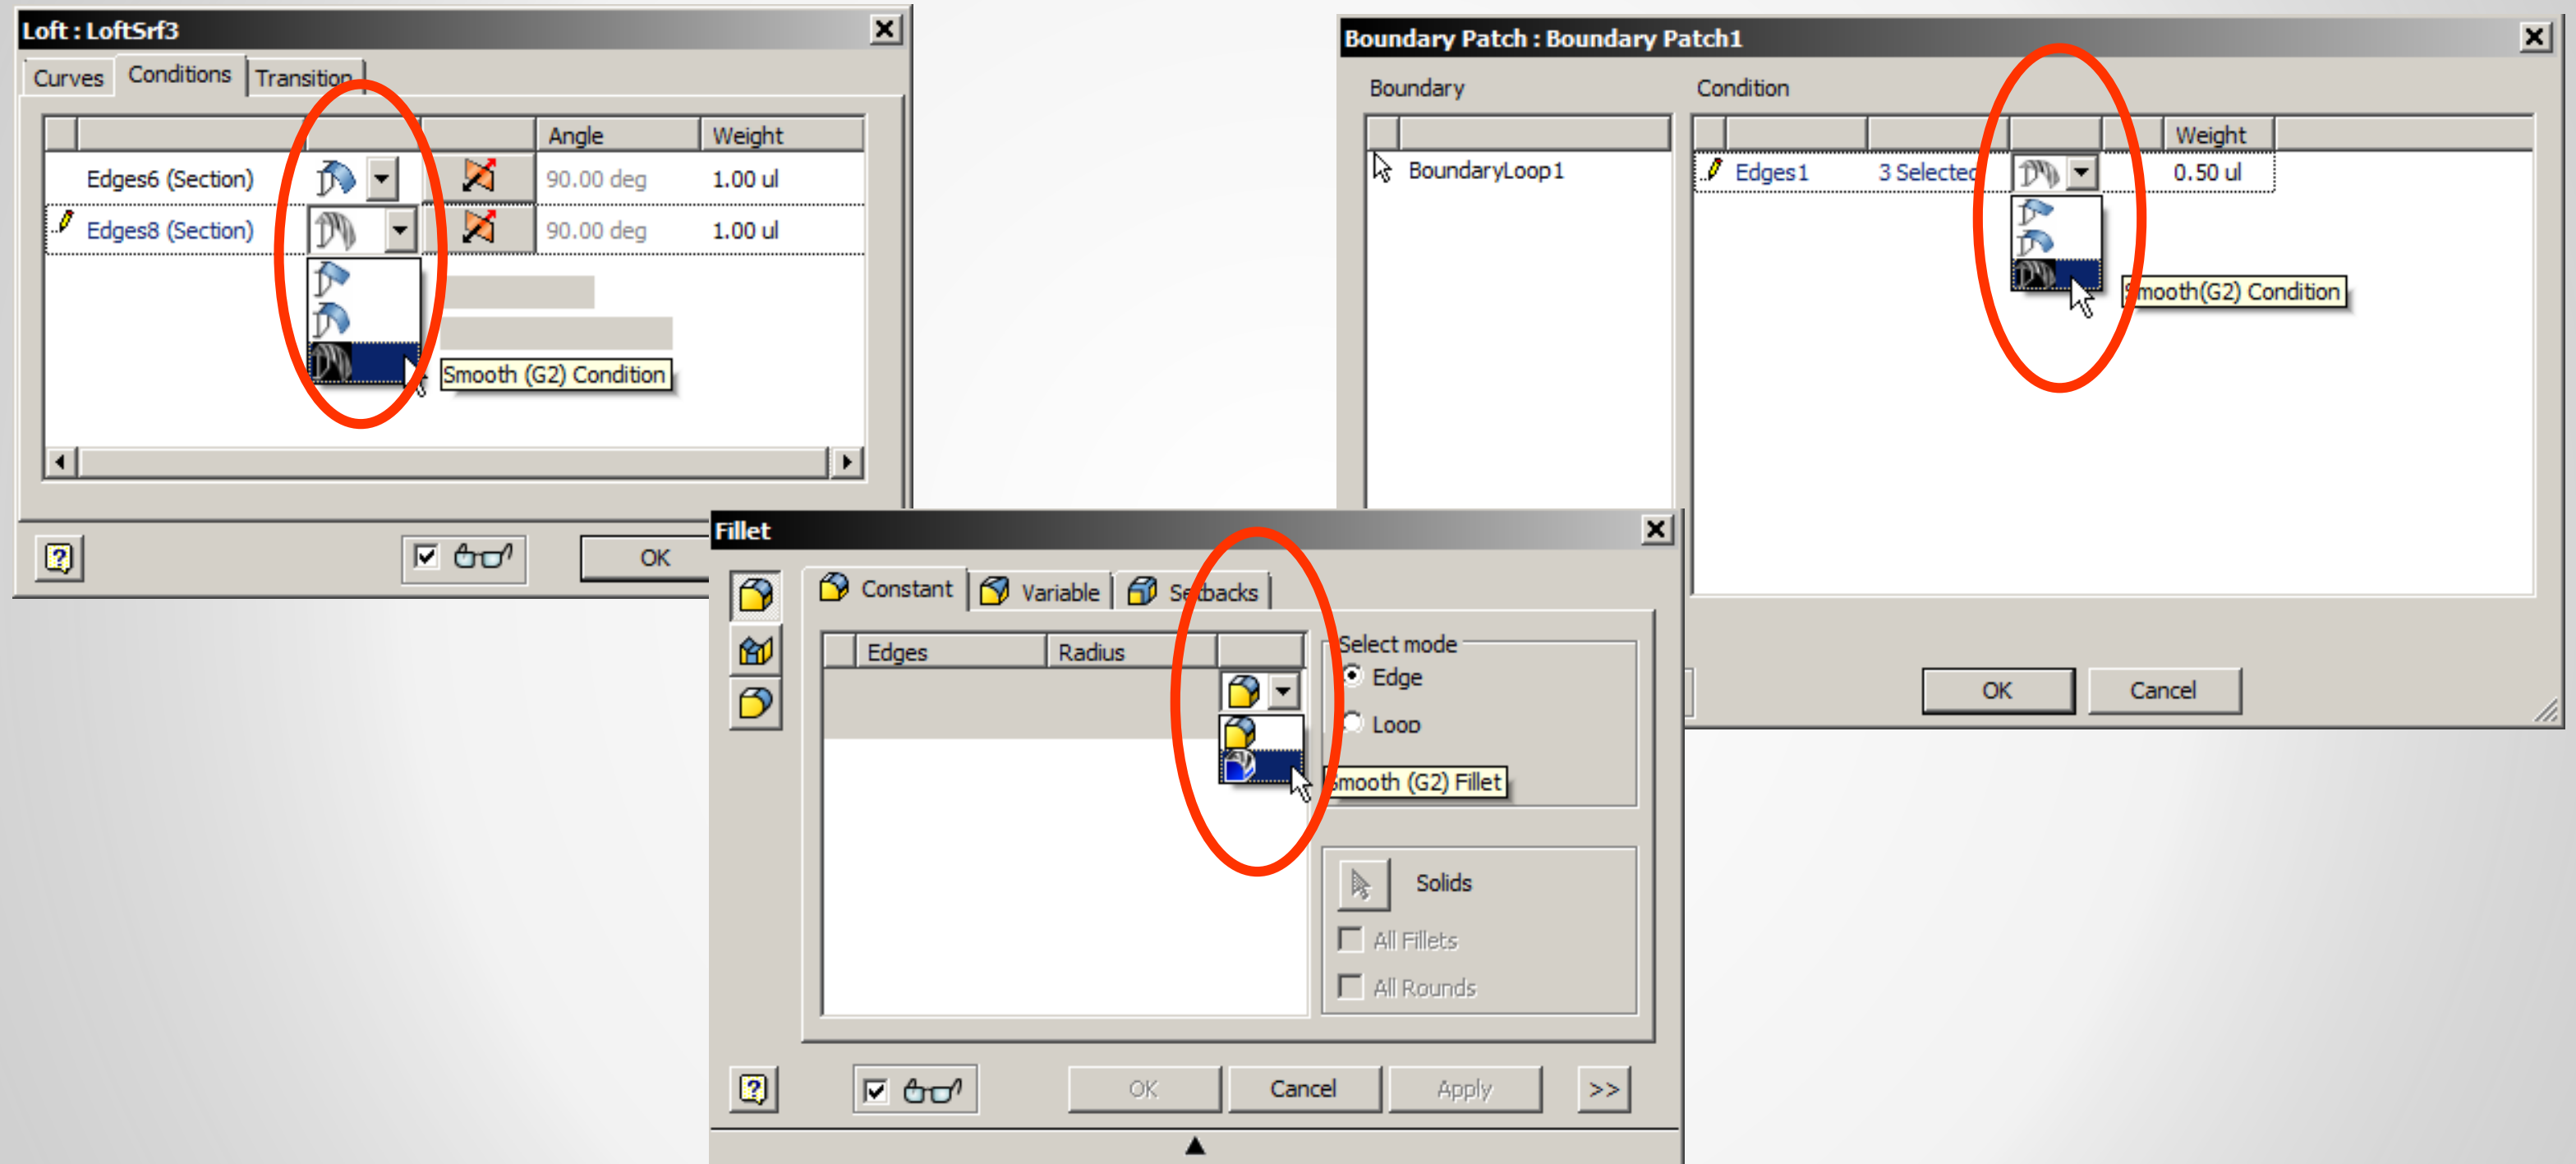 Loft : LoftSrf3
Curves Conditions Transition
Angle Weight
Edges6 (Section) 90.00 deg 1.00 ul
Edges8 (Section) 90.00 deg 1.00 ul
Smooth (G2) Condition
OK
Boundary Patch : Boundary Patch1
Boundary Condition
Weight
BoundaryLoop1
Edges1 3 Selected 0.50 ul
Smooth(G2) Condition
OK Cancel
Fillet
Constant Variable Setbacks
Edges Radius
Select mode
Edge
Loop
Smooth (G2) Fillet
Solids
All Fillets
All Rounds
OK Cancel Apply >>